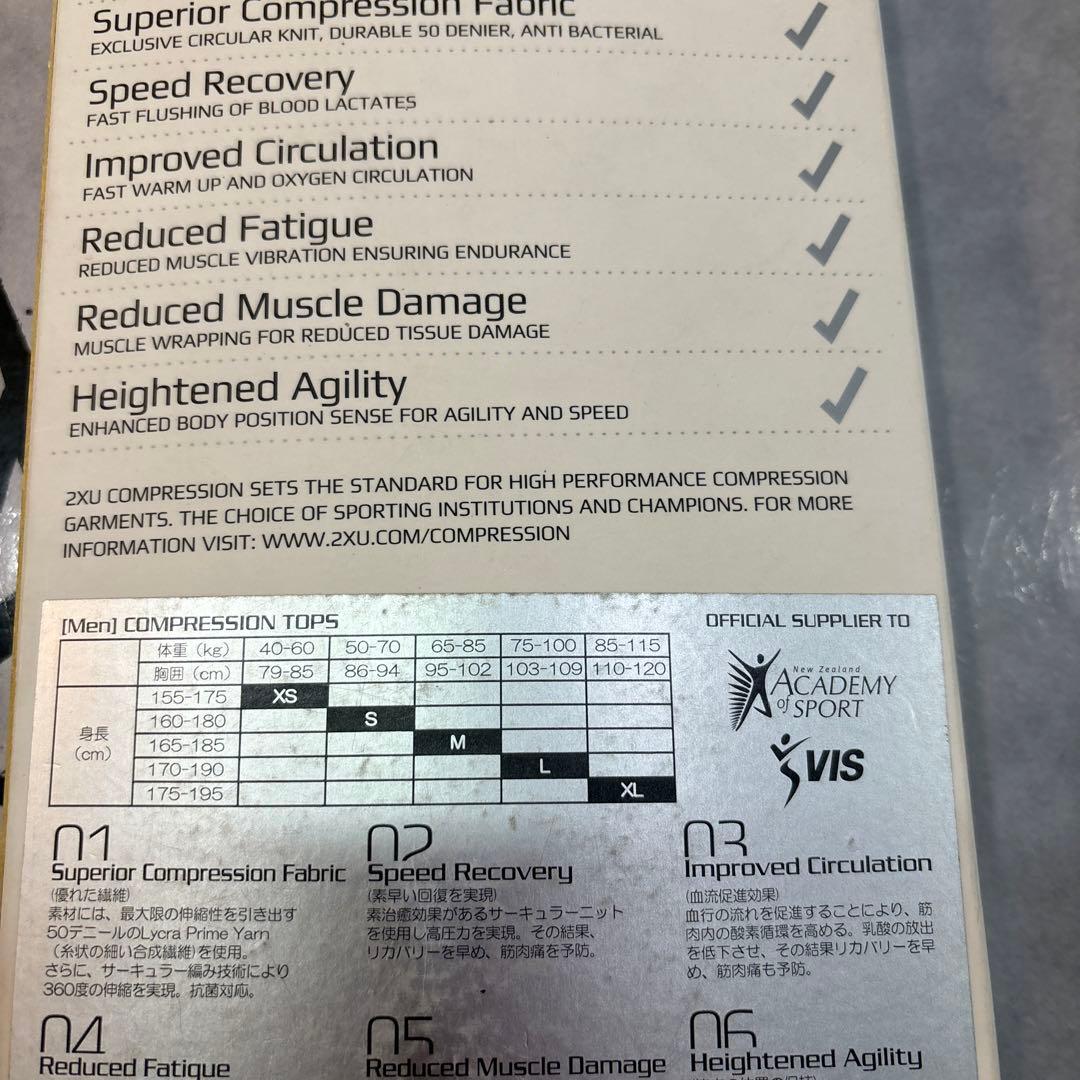 Superior Compression Fabric
EXCLUSIVE CIRCULAR KNIT, DURABLE 50 DENIER, ANTI BACTERIAL
Speed Recovery
FAST FLUSHING OF BLOOD LACTATES
Improved Circulation
FAST WARM UP AND OXYGEN CIRCULATION
Reduced Fatigue
REDUCED MUSCLE VIBRATION ENSURING ENDURANCE
Reduced Muscle Damage
MUSCLE WRAPPING FOR REDUCED TISSUE DAMAGE
Heightened Agility
ENHANCED BODY POSITION SENSE FOR AGILITY AND SPEED
2XU COMPRESSION SETS THE STANDARD FOR HIGH PERFORMANCE COMPRESSION
GARMENTS. THE CHOICE OF SPORTING INSTITUTIONS AND CHAMPIONS. FOR MORE
INFORMATION VISIT: WWW.2XU.COM/COMPRESSION
[Men] COMPRESSION TOPS
体重 (kg) 40-60 50-70 65-85 75-100 85-115
胸囲 (cm) 79-85 86-94 95-102 103-109 110-120
身長
(cm)
155-175 XS
160-180 S
165-185 M
170-190 L
175-195 XL
OFFICIAL SUPPLIER TO
New Zealand
ACADEMY
of SPORT
VIS
01
Superior Compression Fabric
(優れた繊維)
素材には、最大限の伸縮性を引き出す
50デニールのLycra Prime Yarn
(糸状の細い合成繊維)を使用。
さらに、サーキュラー編み技術により
360度の伸縮を実現。抗菌対応。
02
Speed Recovery
(素早い回復を実現)
素治癒効果があるサーキュラーニット
を使用し高圧力を実現。その結果、
リカバリーを早め、筋肉痛を予防。
03
Improved Circulation
(血流促進効果)
血行の流れを促進することにより、筋
肉内の酸素循環を高める。乳酸の放出
を低下させ、その結果リカバリーを早
め、筋肉痛も予防。
04
Reduced Fatique
05
Reduced Muscle Damage
06
Heightened Agility